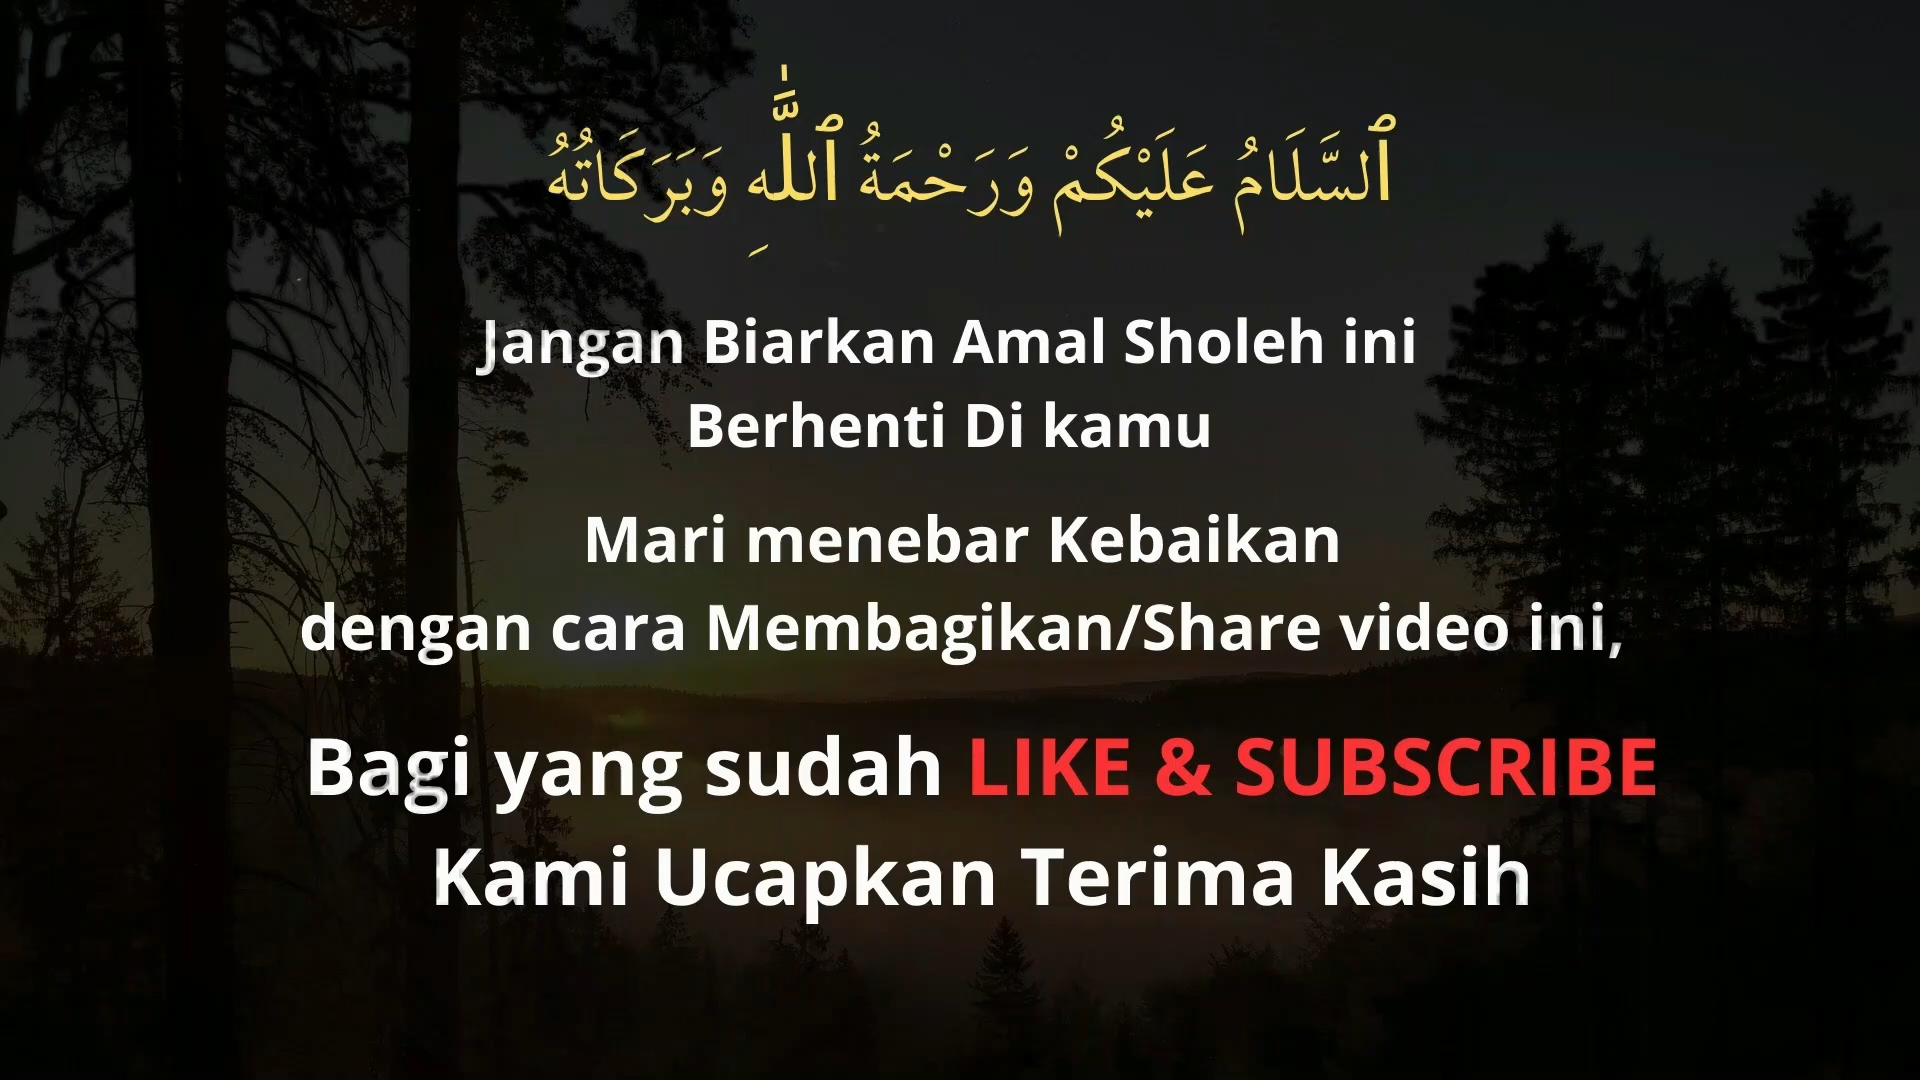 ٱلسَّلَامُ عَلَيْكُمْ وَرَحْمَةُ ٱللَّٰهِ وَبَرَكَاتُهُ
Jangan Biarkan Amal Sholeh ini
Berhenti Di kamu
Mari menebar Kebaikan
dengan cara Membagikan/Share video ini,
Bagi yang sudah LIKE & SUBSCRIBE
Kami Ucapkan Terima Kasih